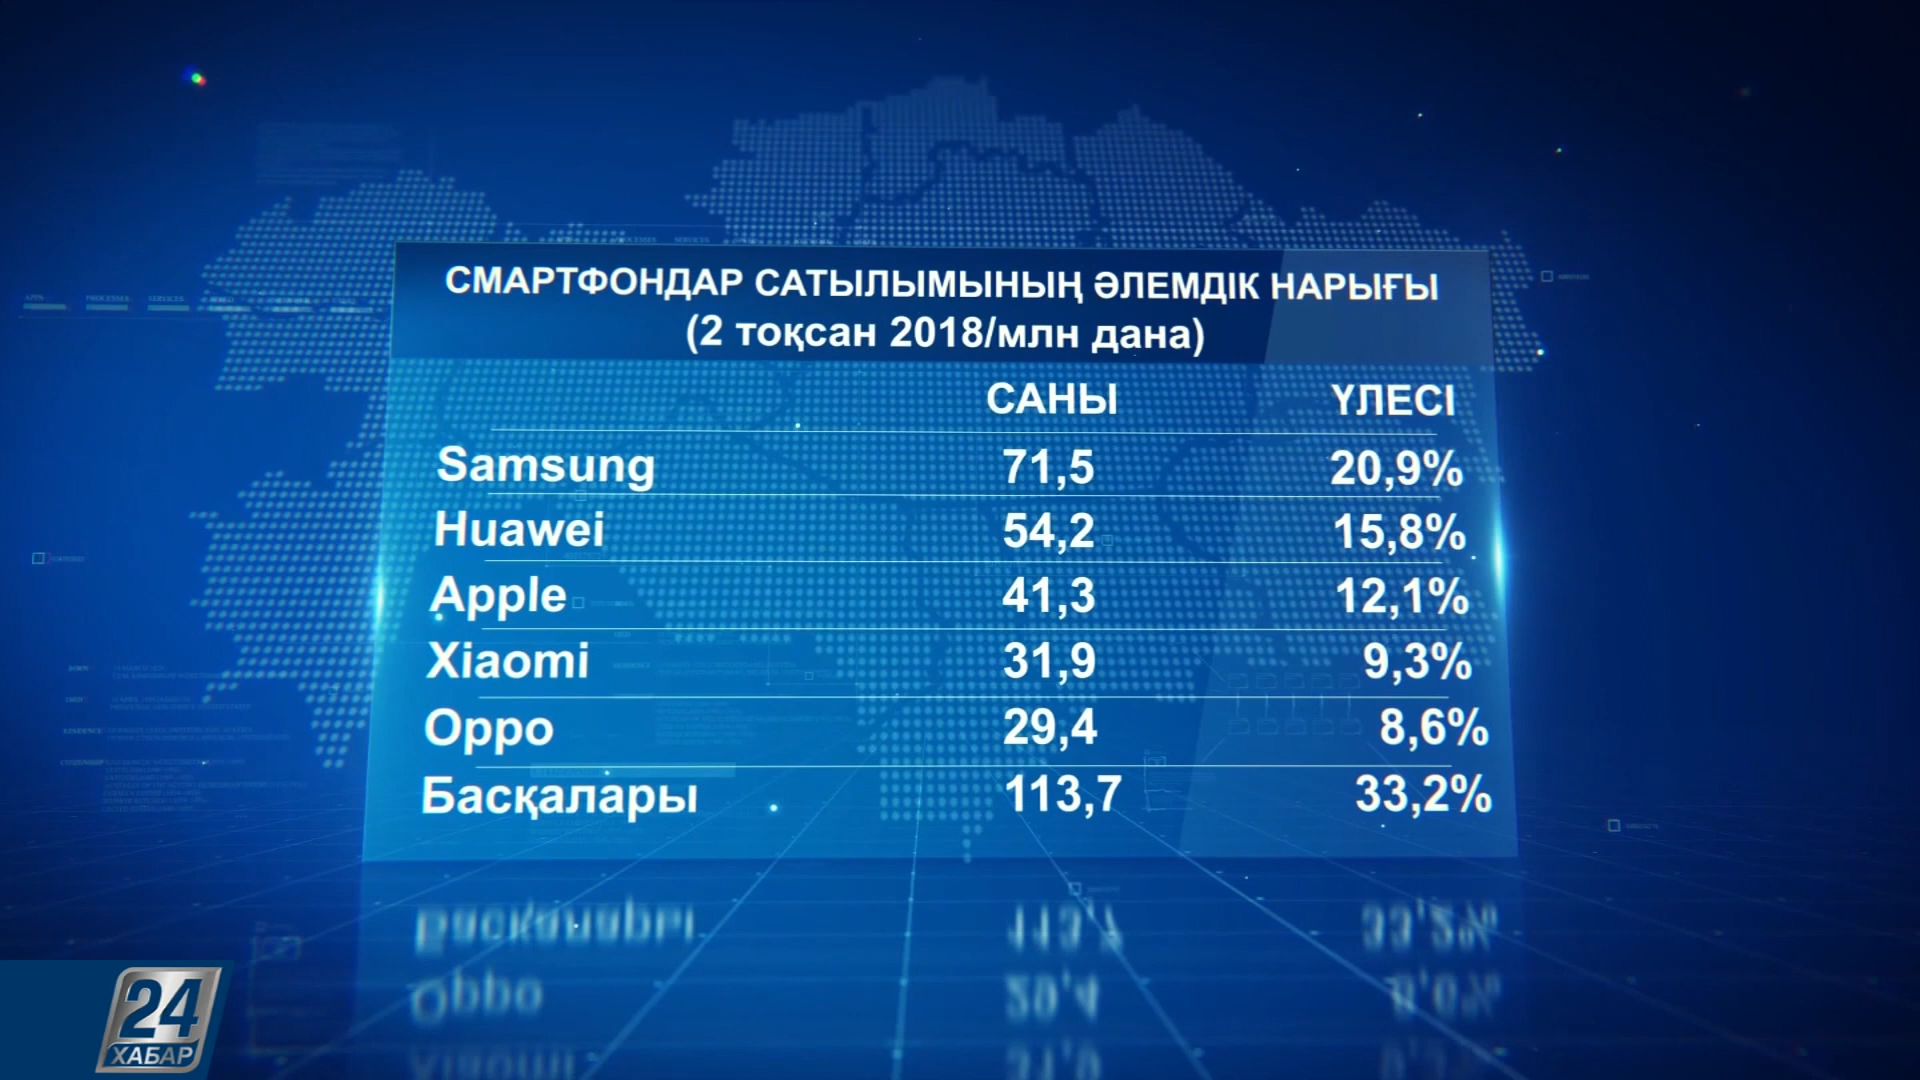 СМАРТФОНДАР САТЫЛЫМЫНЫҢ ӘЛЕМДІК НАРЫҒЫ
(2 тоқсан 2018/млн дана)
САНЫ ҮЛЕСІ
Samsung 71,5 20,9%
Huawei 54,2 15,8%
Apple 41,3 12,1%
Xiaomi 31,9 9,3%
Oppo 29,4 8,6%
Басқалары 113,7 33,2%
24
ХАБАР